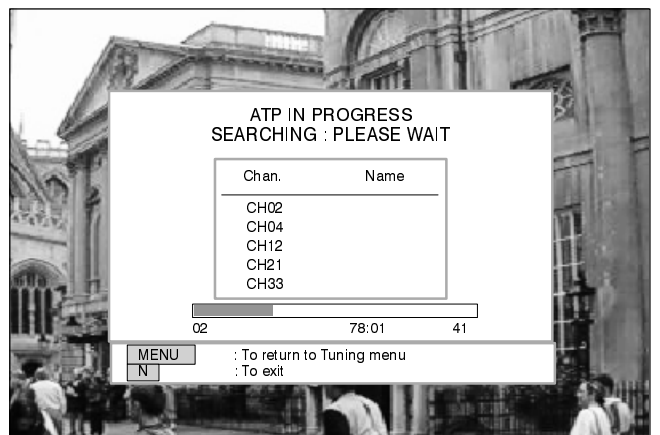 ATP IN PROGRESS
SEARCHING : PLEASE WAIT
Chan. Name
CH02
CH04
CH12
CH21
CH33
02 78:01 41
MENU : To return to Tuning menu
N : To exit